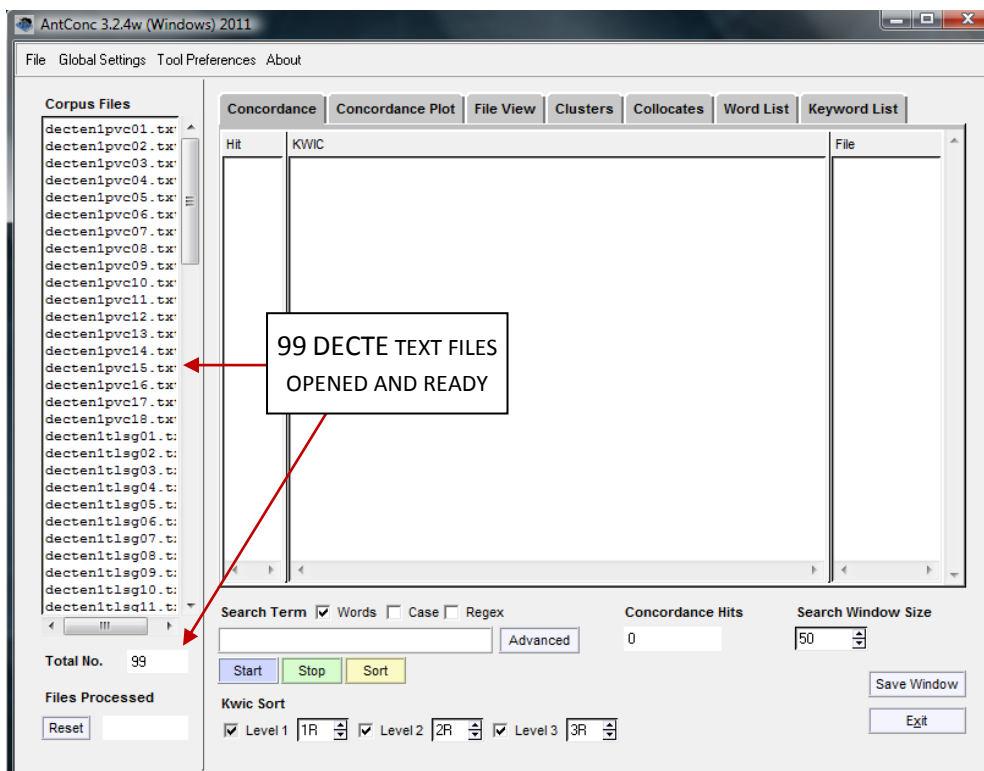 AntConc 3.2.4w (Windows) 2011
File Global Settings Tool Preferences About
Corpus Files
decten1pvc01.tx
decten1pvc02.tx
decten1pvc03.tx
decten1pvc04.tx
decten1pvc05.tx
decten1pvc06.tx
decten1pvc07.tx
decten1pvc08.tx
decten1pvc09.tx
decten1pvc10.tx
decten1pvc11.tx
decten1pvc12.tx
decten1pvc13.tx
decten1pvc14.tx
decten1pvc15.tx
decten1pvc16.tx
decten1pvc17.tx
decten1pvc18.tx
decten1tlsg01.t
decten1tlsg02.t
decten1tlsg03.t
decten1tlsg04.t
decten1tlsg05.t
decten1tlsg06.t
decten1tlsg07.t
decten1tlsg08.t
decten1tlsg09.t
decten1tlsg10.t
decten1tlsg11.t
Total No. 99
Files Processed
Reset
Concordance Concordance Plot File View Clusters Collocates Word List Keyword List
Hit KWIC File
99 DECTE TEXT FILES
OPENED AND READY
Search Term Words Case Regex Concordance Hits Search Window Size
Advanced 0 50
Start Stop Sort
Save Window
Kwic Sort
Level 1 1R Level 2 2R Level 3 3R
Exit